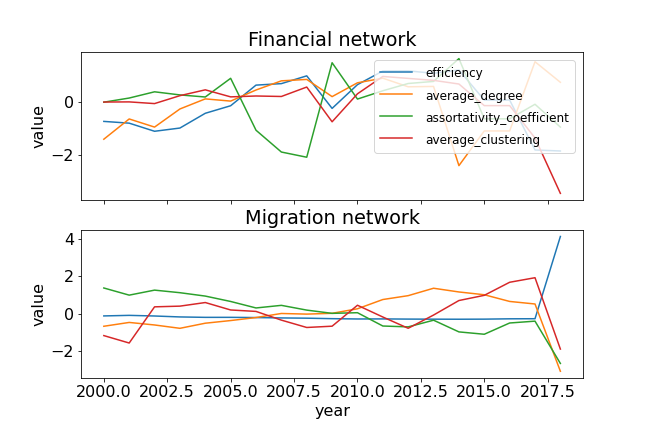 Financial network
efficiency
average_degree
assortativity_coefficient
average_clustering
0
−2
value
Migration network
4
2
0
−2
value
2000.0 2002.5 2005.0 2007.5 2010.0 2012.5 2015.0 2017.5
year